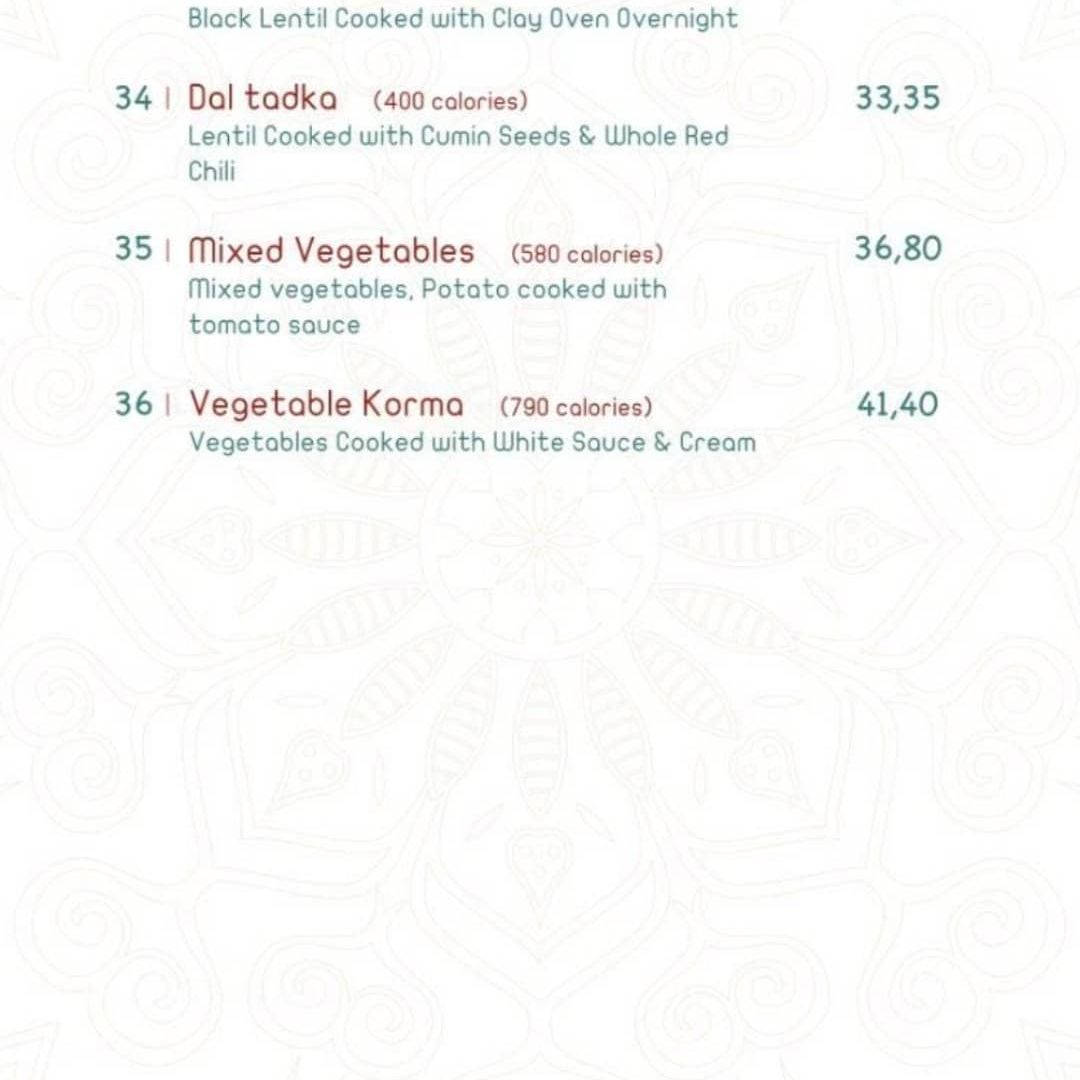 Black Lentil Cooked with Clay Oven Overnight
34 | Dal tadka (400 calories) 33,35
Lentil Cooked with Cumin Seeds & Whole Red
Chili
35 | Mixed Vegetables (580 calories) 36,80
Mixed vegetables, Potato cooked with
tomato sauce
36 | Vegetable Korma (790 calories) 41,40
Vegetables Cooked with White Sauce & Cream